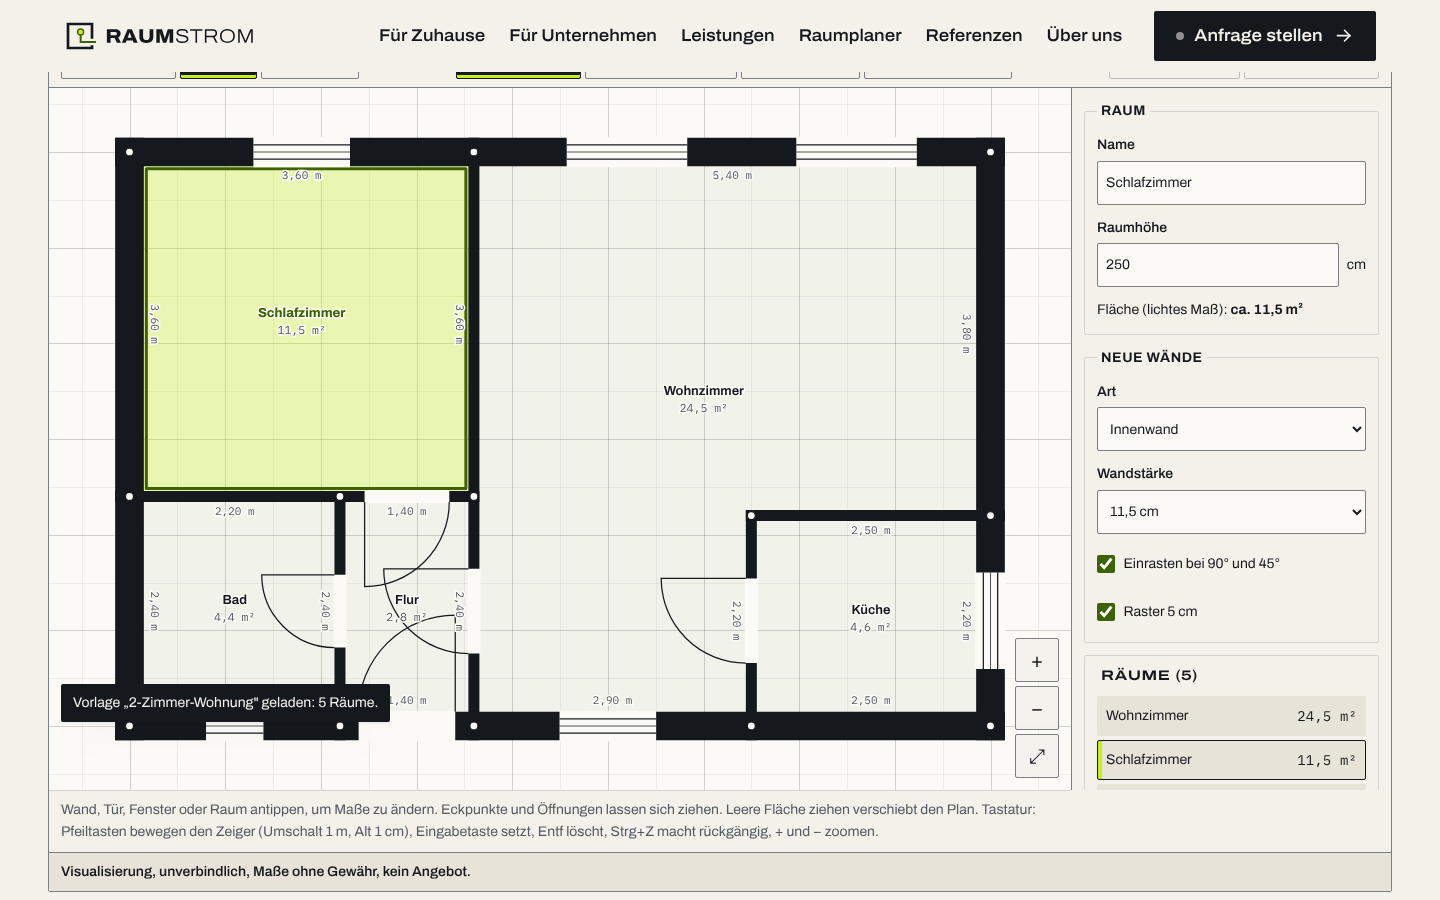 RAUMSTROM
Für Zuhause
Für Unternehmen
Leistungen
Raumplaner
Referenzen
Über uns
Anfrage stellen →
3,60 m
5,40 m
3,60 m
3,60 m
3,80 m
Schlafzimmer
11,5 m²
Wohnzimmer
24,5 m²
2,20 m
1,40 m
2,50 m
Bad
4,4 m²
2,40 m
2,40 m
Flur
2,8 m²
2,40 m
2,20 m
Küche
4,6 m²
2,20 m
1,40 m
2,90 m
2,50 m
Vorlage „2-Zimmer-Wohnung" geladen: 5 Räume.
+
−
RAUM
Name
Schlafzimmer
Raumhöhe
250
cm
Fläche (lichtes Maß): ca. 11,5 m²
NEUE WÄNDE
Art
Innenwand
Wandstärke
11,5 cm
Einrasten bei 90° und 45°
Raster 5 cm
RÄUME (5)
Wohnzimmer 24,5 m²
Schlafzimmer 11,5 m²
Wand, Tür, Fenster oder Raum antippen, um Maße zu ändern. Eckpunkte und Öffnungen lassen sich ziehen. Leere Fläche ziehen verschiebt den Plan. Tastatur:
Pfeiltasten bewegen den Zeiger (Umschalt 1 m, Alt 1 cm), Eingabetaste setzt, Entf löscht, Strg+Z macht rückgängig, + und − zoomen.
Visualisierung, unverbindlich, Maße ohne Gewähr, kein Angebot.